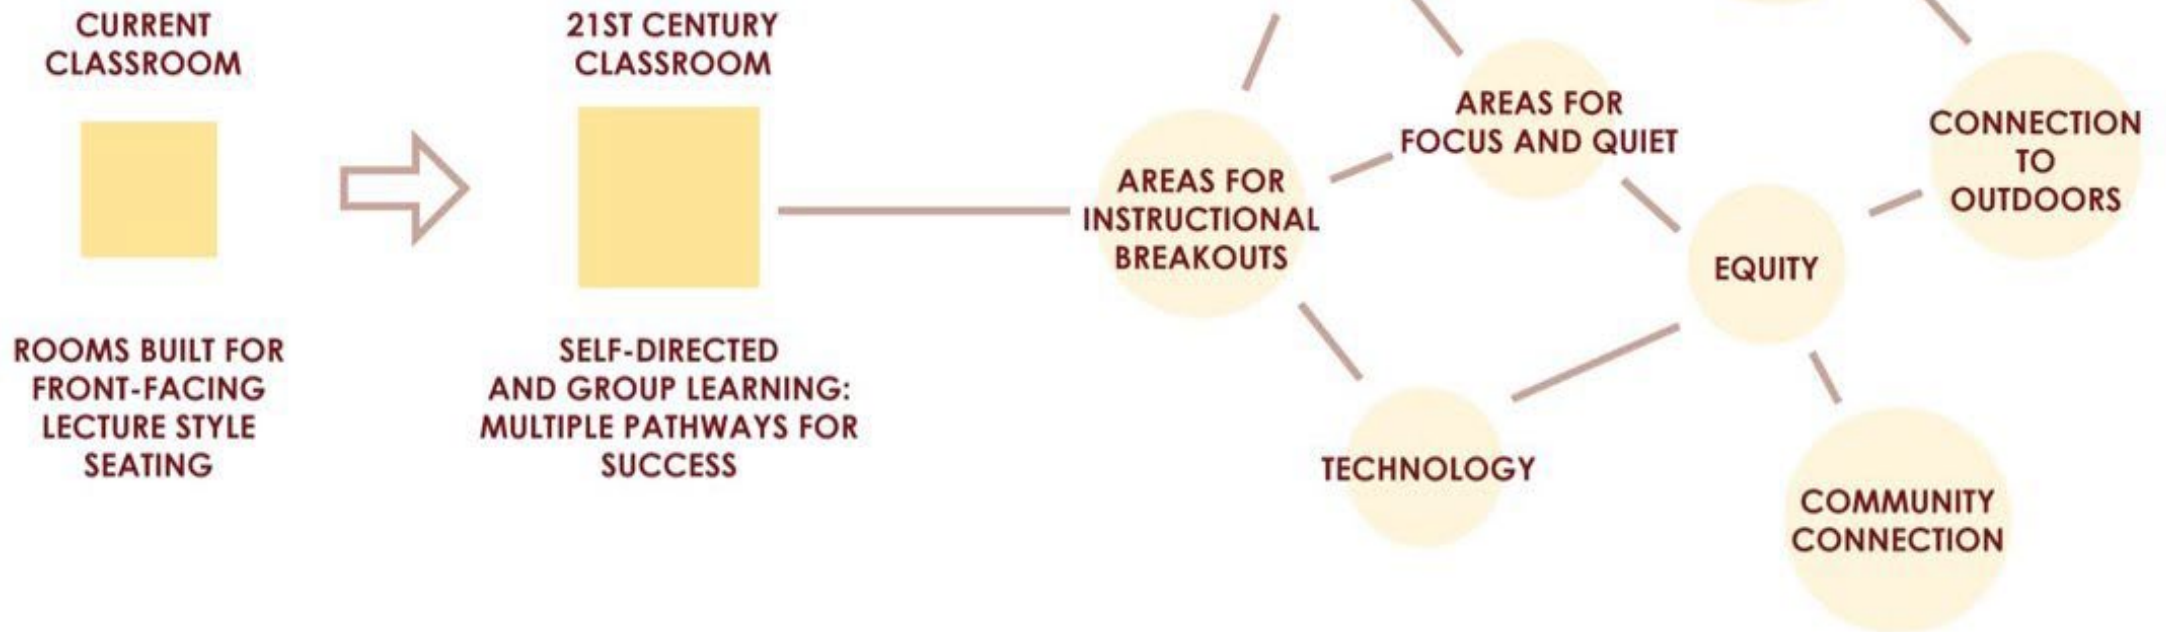 CURRENT
CLASSROOM
ROOMS BUILT FOR
FRONT-FACING
LECTURE STYLE
SEATING
21ST CENTURY
CLASSROOM
SELF-DIRECTED
AND GROUP LEARNING:
MULTIPLE PATHWAYS FOR
SUCCESS
AREAS FOR
INSTRUCTIONAL
BREAKOUTS
AREAS FOR
FOCUS AND QUIET
TECHNOLOGY
EQUITY
CONNECTION
TO
OUTDOORS
COMMUNITY
CONNECTION